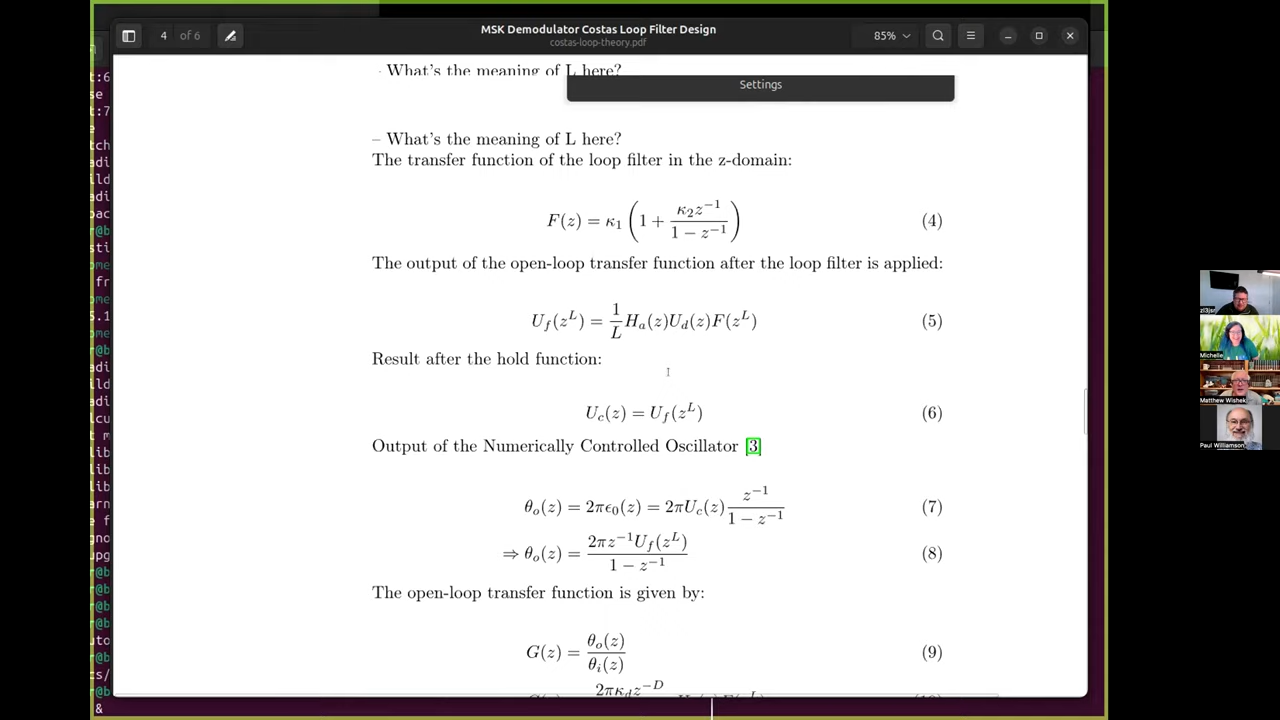 4 of 6
MSK Demodulator Costas Loop Filter Design
costas-loop-theory.pdf
85%
- What's the meaning of L here?
Settings
– What's the meaning of L here?
The transfer function of the loop filter in the z-domain:
F(z) = κ₁ (1 + κ₂z⁻¹ / (1 − z⁻¹)) (4)
The output of the open-loop transfer function after the loop filter is applied:
U_f(z^L) = 1/L H_a(z)U_d(z)F(z^L) (5)
Result after the hold function:
U_c(z) = U_f(z^L) (6)
Output of the Numerically Controlled Oscillator [3]
θ_o(z) = 2πϵ₀(z) = 2πU_c(z) z⁻¹ / (1 − z⁻¹) (7)
⇒ θ_o(z) = 2πz⁻¹U_f(z^L) / (1 − z⁻¹) (8)
The open-loop transfer function is given by:
G(z) = θ_o(z) / θ_i(z) (9)
2πκ_d z^−D
zl3jsr
Michelle
Matthew Wishek
Paul Williamson
&